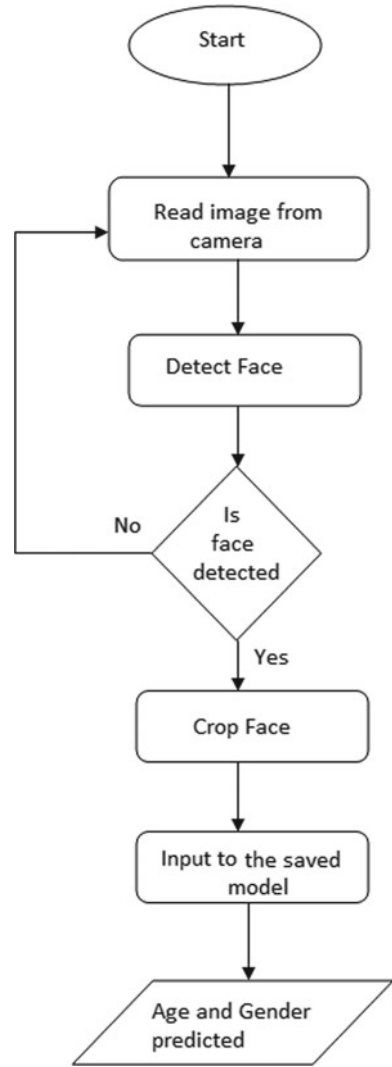 Start
Read image from
camera
Detect Face
Is
face
detected
No
Yes
Crop Face
Input to the saved
model
Age and Gender
predicted